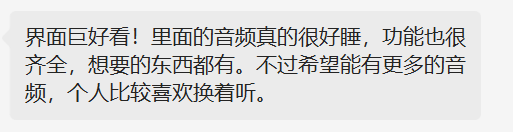 界面巨好看！里面的音频真的很好睡，功能也很
齐全，想要的东西都有。不过希望能有更多的音
频，个人比较喜欢换着听。